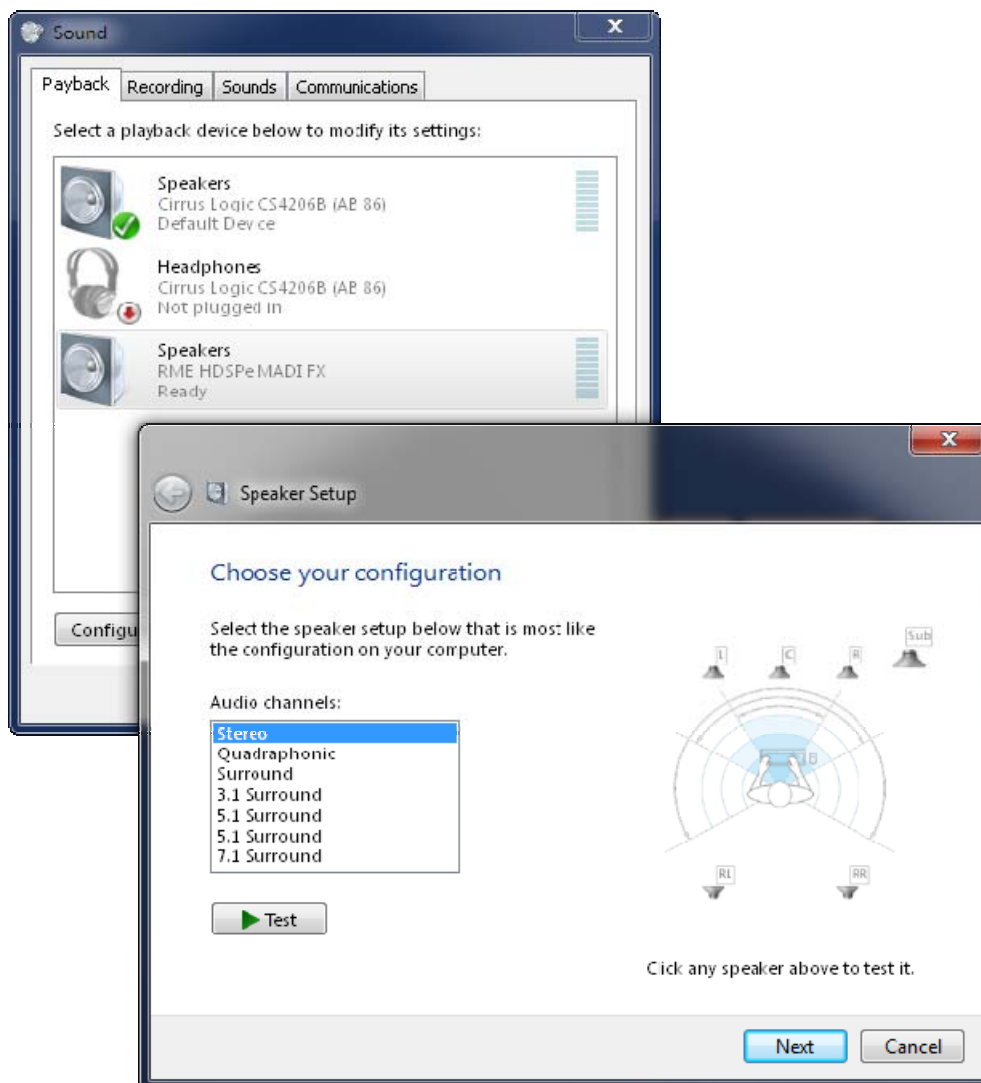 Sound
Payback Recording Sounds Communications
Select a playback device below to modify its settings:
Speakers
Cirrus Logic CS4206B (AB 86)
Default Device
Headphones
Cirrus Logic CS4206B (AB 86)
Not plugged in
Speakers
RME HDSPe MADI FX
Ready
Configu
Speaker Setup
Choose your configuration
Select the speaker setup below that is most like
the configuration on your computer.
Audio channels:
Stereo
Quadraphonic
Surround
3.1 Surround
5.1 Surround
5.1 Surround
7.1 Surround
Test
L C R Sub
RL RR
Click any speaker above to test it.
Next Cancel